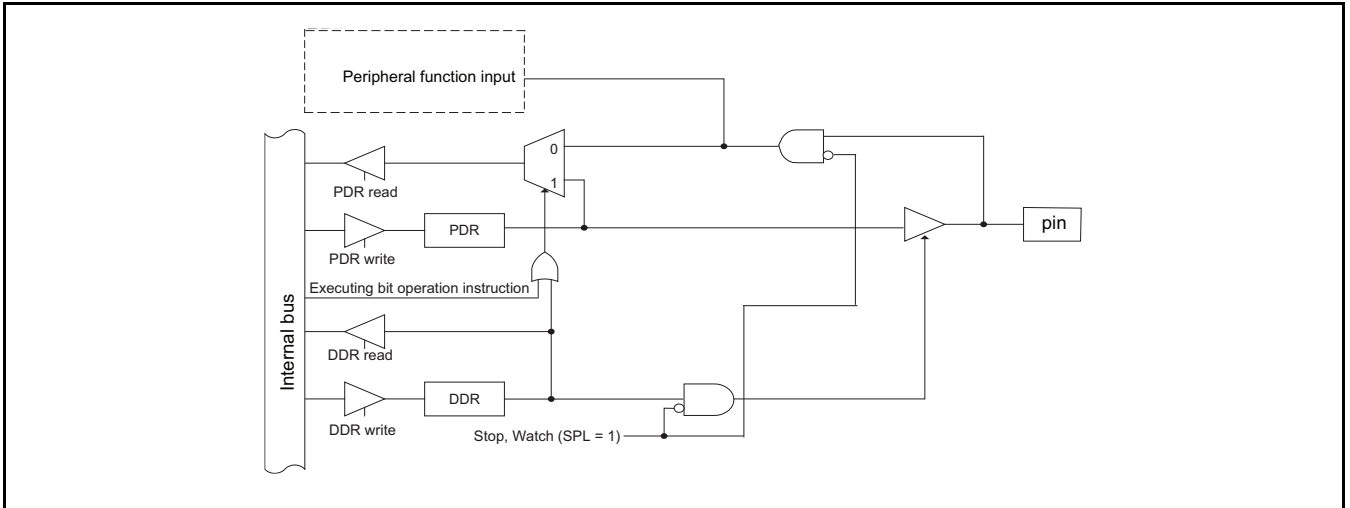 Peripheral function input
0
1
PDR read
PDR
pin
PDR write
Executing bit operation instruction
Internal bus
DDR read
DDR
DDR write
Stop, Watch (SPL = 1)